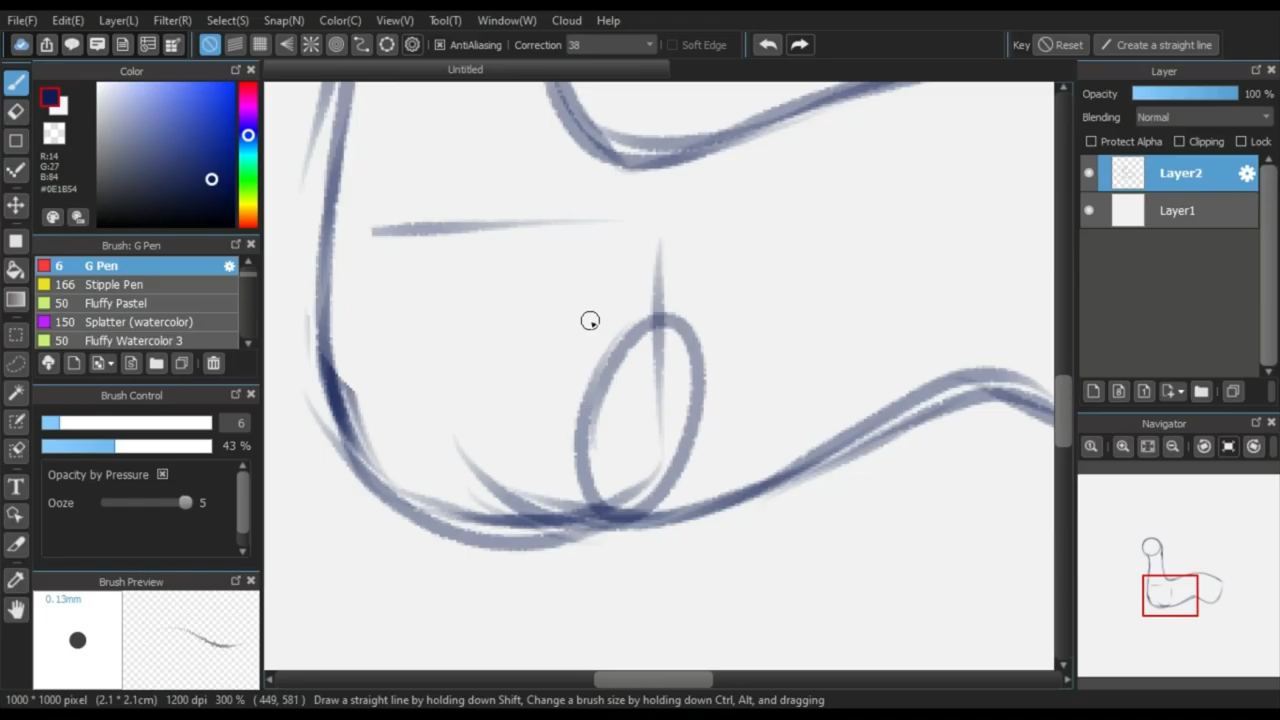 File(F) Edit(E) Layer(L) Filter(R) Select(S) Snap(N) Color(C) View(V) Tool(T) Window(W) Cloud Help
AntiAliasing Correction 38 Soft Edge Key Reset Create a straight line
Color
Untitled
Layer
R:14
G:27
B:84
#0E1B54
Opacity 100 %
Blending Normal
Protect Alpha Clipping Lock
Layer2
Layer1
Brush: G Pen
6 G Pen
166 Stipple Pen
50 Fluffy Pastel
150 Splatter (watercolor)
50 Fluffy Watercolor 3
Brush Control
6
43 %
Opacity by Pressure
Ooze 5
Navigator
Brush Preview
0.13mm
1000 * 1000 pixel (2.1 * 2.1cm) 1200 dpi 300 % ( 449, 581 ) Draw a straight line by holding down Shift, Change a brush size by holding down Ctrl, Alt, and dragging